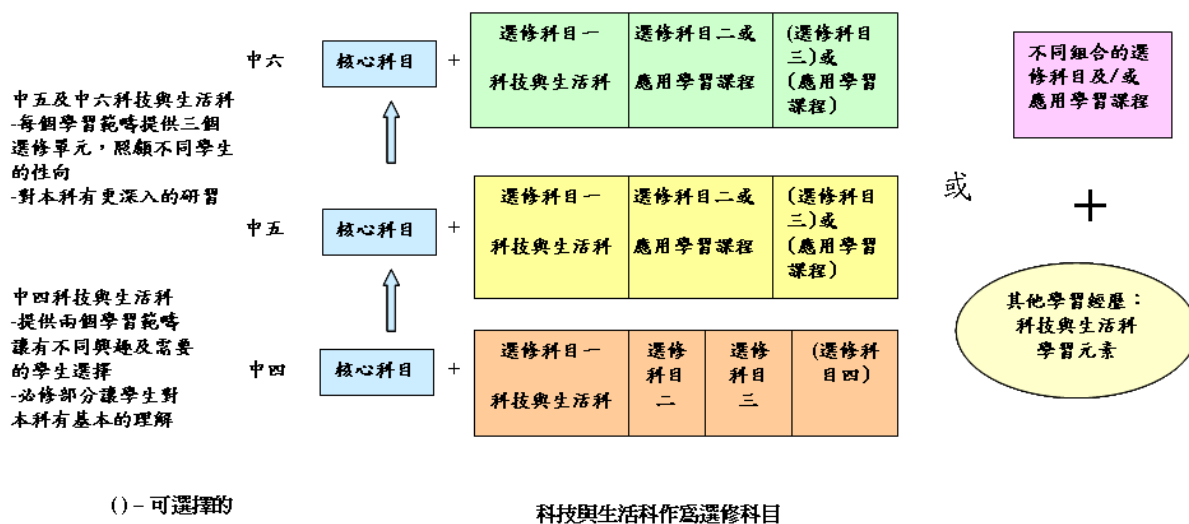 中六
核心科目
+
選修科目一
科技與生活科
選修科目二或
應用學習課程
(選修科目
三)或
(應用學習
課程)
中五及中六科技與生活科
-每個學習範疇提供三個
選修單元，照顧不同學生
的性向
-對本科有更深入的研習
中五
核心科目
+
選修科目一
科技與生活科
選修科目二或
應用學習課程
(選修科目
三)或
(應用學習
課程)
中四科技與生活科
-提供兩個學習範疇
讓有不同興趣及需要
的學生選擇
-必修部分讓學生對
本科有基本的理解
中四
核心科目
+
選修科目一
科技與生活科
選修
科目
二
選修
科目
三
(選修科
目四)
或
不同組合的選
修科目及/或
應用學習課程
+
其他學習經歷：
科技與生活科
學習元素
( ) – 可選擇的
科技與生活科作為選修科目